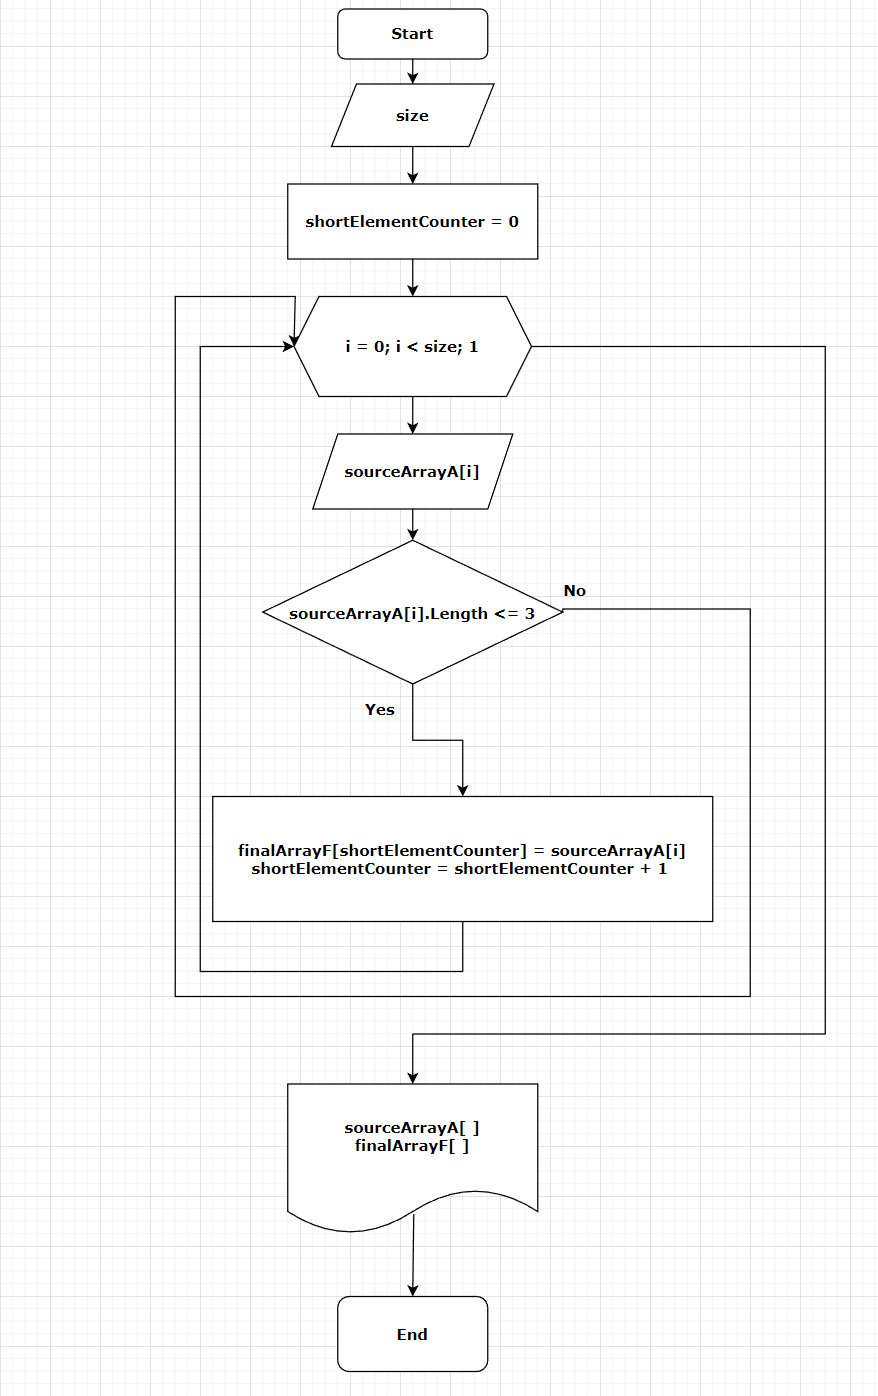 Start
size
shortElementCounter = 0
i = 0; i < size; 1
sourceArrayA[i]
sourceArrayA[i].Length <= 3
No
Yes
finalArrayF[shortElementCounter] = sourceArrayA[i]
shortElementCounter = shortElementCounter + 1
sourceArrayA[ ]
finalArrayF[ ]
End